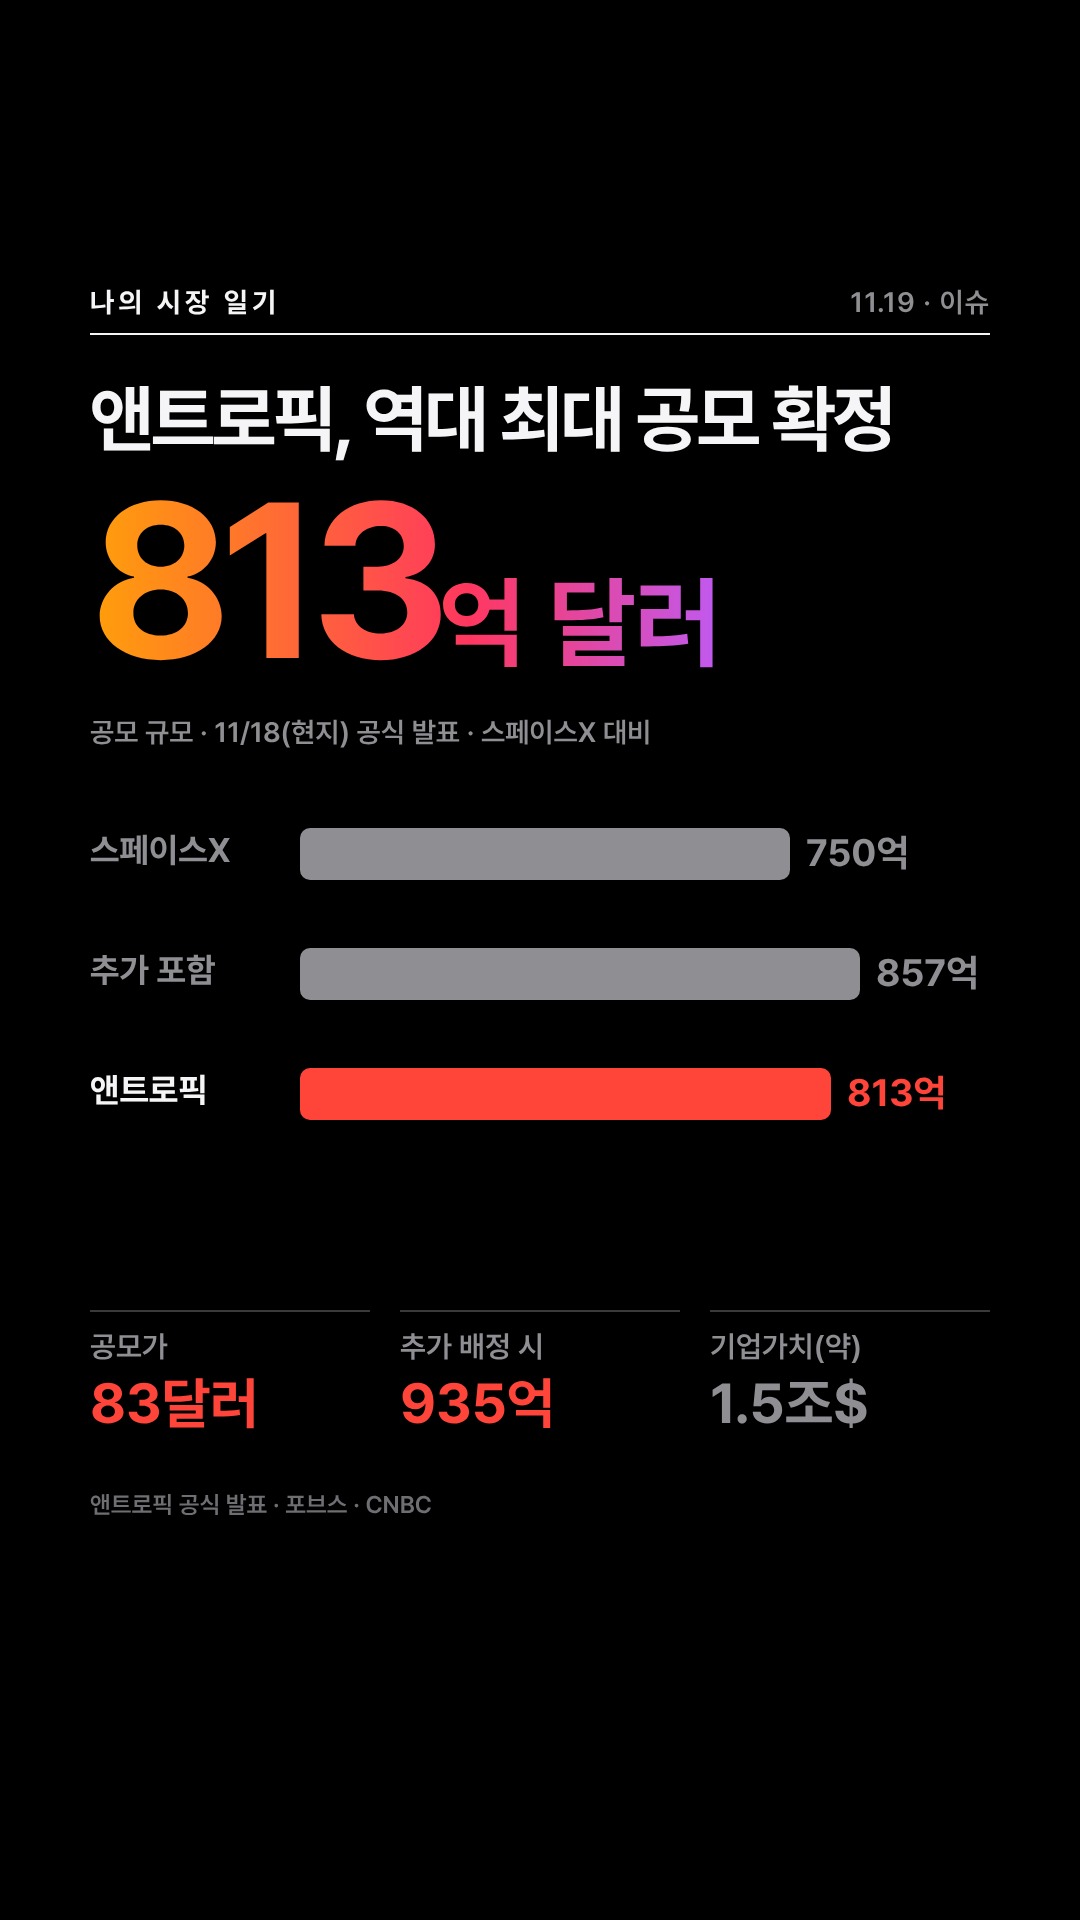 나의 시장 일기
11.19 · 이슈
앤트로픽, 역대 최대 공모 확정
813억 달러
공모 규모 · 11/18(현지) 공식 발표 · 스페이스X 대비
스페이스X 750억
추가 포함 857억
앤트로픽 813억
공모가
83달러
추가 배정 시
935억
기업가치(약)
1.5조$
앤트로픽 공식 발표 · 포브스 · CNBC